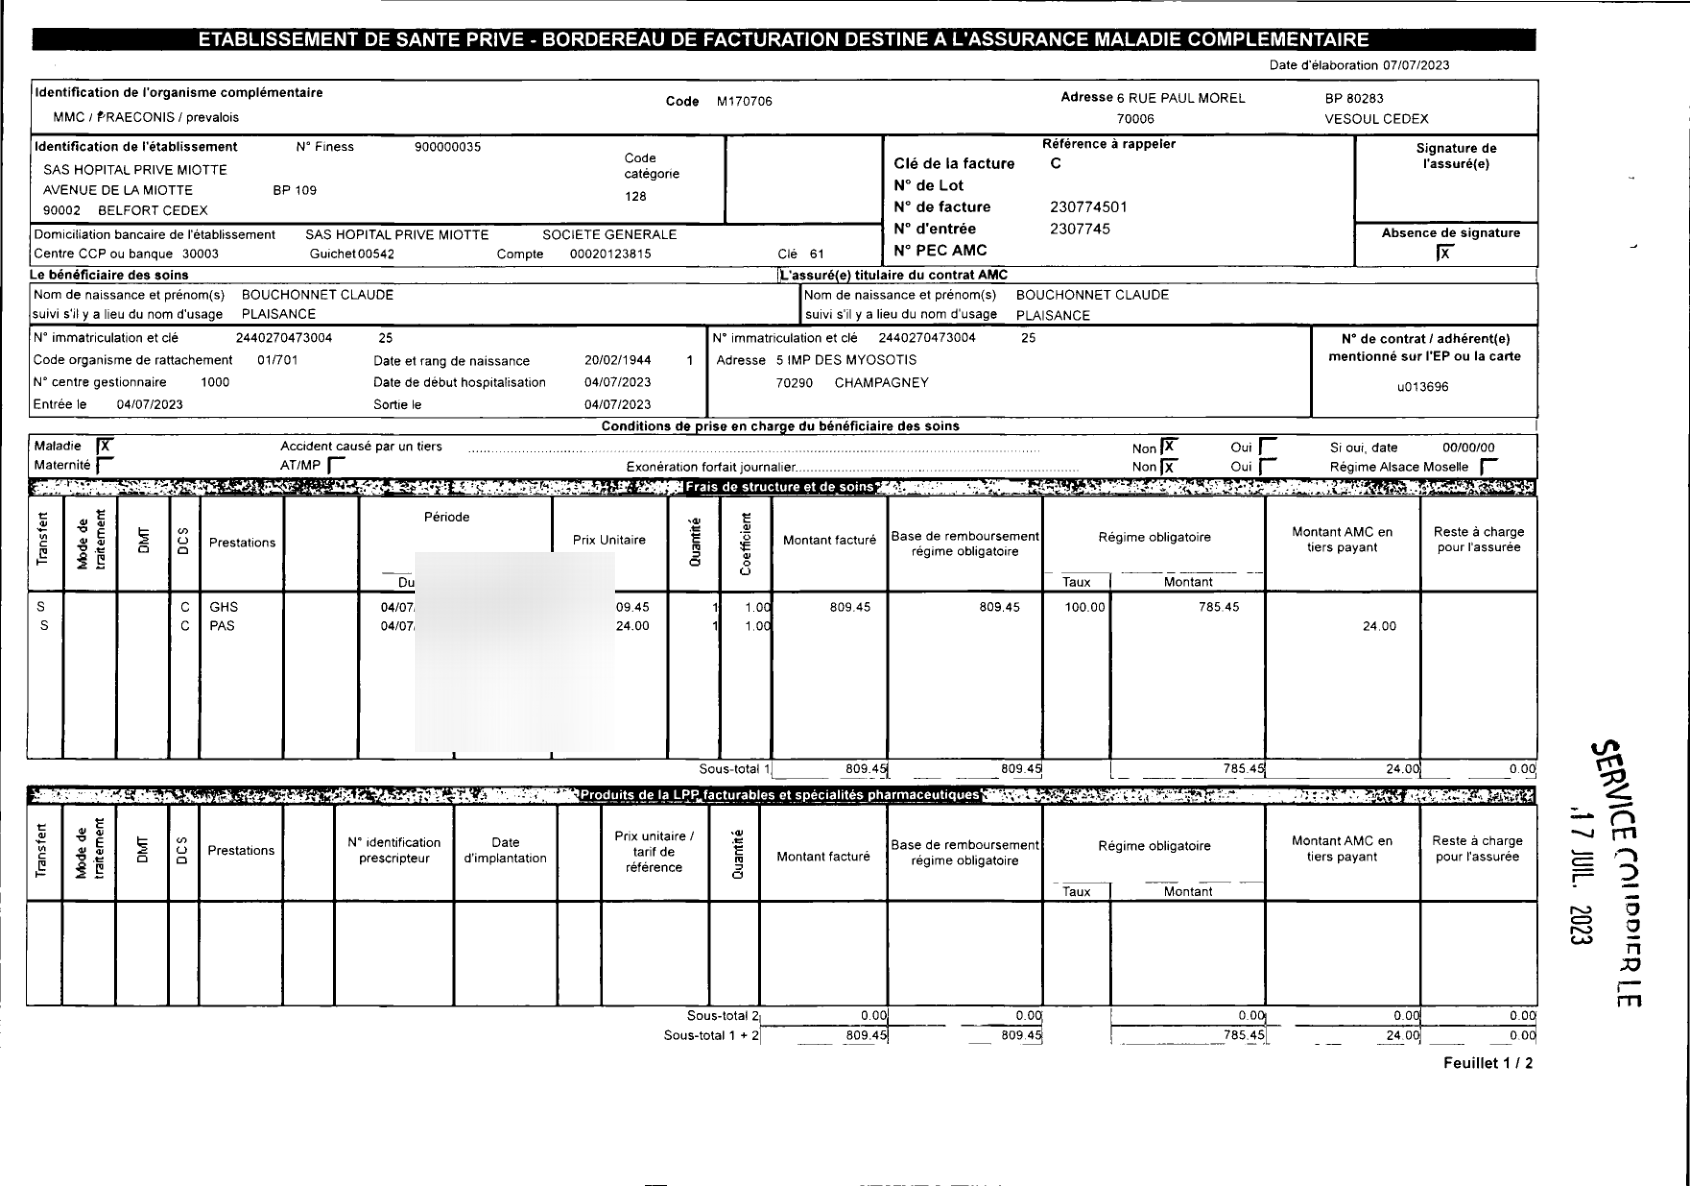 ETABLISSEMENT DE SANTE PRIVE - BORDEREAU DE FACTURATION DESTINE A L'ASSURANCE MALADIE COMPLEMENTAIRE
Date d'élaboration 07/07/2023
Identification de l'organisme complémentaire
Code M170706
Adresse 6 RUE PAUL MOREL BP 80283
MMC / PRAECONIS / prevalois
70006 VESOUL CEDEX
Identification de l'établissement N° Finess 900000035
SAS HOPITAL PRIVE MIOTTE
AVENUE DE LA MIOTTE BP 109
90002 BELFORT CEDEX
Code
catégorie
128
Référence à rappeler
Clé de la facture C
N° de Lot
N° de facture 230774501
N° d'entrée 2307745
N° PEC AMC
Signature de
l'assuré(e)
Absence de signature
X
Domiciliation bancaire de l'établissement SAS HOPITAL PRIVE MIOTTE SOCIETE GENERALE
Centre CCP ou banque 30003 Guichet 00542 Compte 00020123815 Clé 61
Le bénéficiaire des soins
L'assuré(e) titulaire du contrat AMC
Nom de naissance et prénom(s) BOUCHONNET CLAUDE
suivi s'il y a lieu du nom d'usage PLAISANCE
Nom de naissance et prénom(s) BOUCHONNET CLAUDE
suivi s'il y a lieu du nom d'usage PLAISANCE
N° immatriculation et clé 2440270473004 25
Code organisme de rattachement 01/701 Date et rang de naissance 20/02/1944 1
N° centre gestionnaire 1000 Date de début hospitalisation 04/07/2023
Entrée le 04/07/2023 Sortie le 04/07/2023
N° immatriculation et clé 2440270473004 25
Adresse 5 IMP DES MYOSOTIS
70290 CHAMPAGNEY
N° de contrat / adhérent(e)
mentionné sur l'EP ou la carte
u013696
Conditions de prise en charge du bénéficiaire des soins
Maladie X Accident causé par un tiers Non X Oui Si oui, date 00/00/00
Maternité AT/MP Exonération forfait journalier Non X Oui Régime Alsace Moselle
Frais de structure et de soins
Transfert Mode de traitement DMT DCS Prestations Période Prix Unitaire Quantité Coefficient Montant facturé Base de remboursement régime obligatoire Régime obligatoire Montant AMC en tiers payant Reste à charge pour l'assurée
Du Taux Montant
S C GHS 04/07/ 09.45 1 1.00 809.45 809.45 100.00 785.45
S C PAS 04/07/ 24.00 1 1.00 24.00
Sous-total 1 809.45 809.45 785.45 24.00 0.00
Produits de la LPP facturables et spécialités pharmaceutiques
Transfert Mode de traitement DMT DCS Prestations N° identification prescripteur Date d'implantation Prix unitaire / tarif de référence Quantité Montant facturé Base de remboursement régime obligatoire Régime obligatoire Montant AMC en tiers payant Reste à charge pour l'assurée
Taux Montant
Sous-total 2 0.00 0.00 0.00 0.00 0.00
Sous-total 1 + 2 809.45 809.45 785.45 24.00 0.00
Feuillet 1 / 2
SERVICE COURRIER LE
17 JUIL. 2023